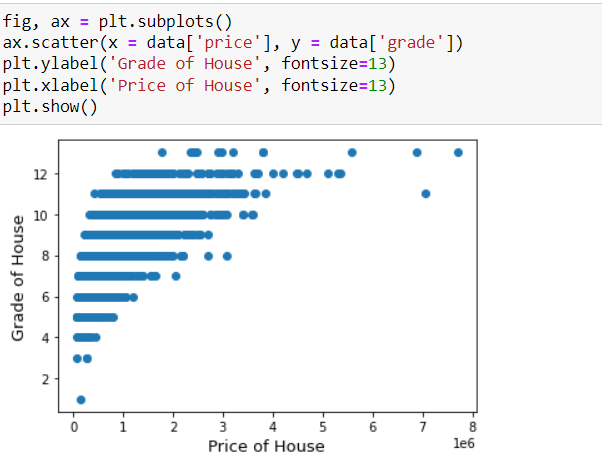 fig, ax = plt.subplots()
ax.scatter(x = data['price'], y = data['grade'])
plt.ylabel('Grade of House', fontsize=13)
plt.xlabel('Price of House', fontsize=13)
plt.show()
12
10
8
6
4
2
Grade of House
0 1 2 3 4 5 6 7 8
1e6
Price of House